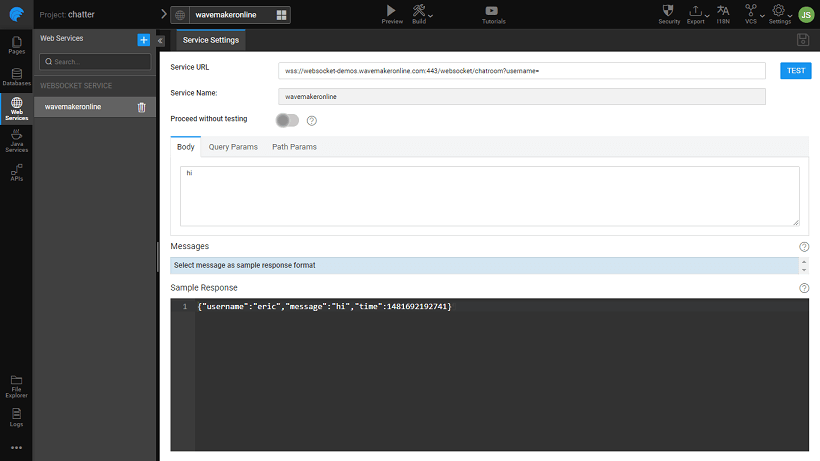 Project: chatter
wavemakeronline
Preview
Build
Tutorials
Security
Export
I18N
VCS
Settings
JS
Pages
Databases
Web
Services
Java
Services
APIs
File
Explorer
Logs
Web Services
+
Search...
WEBSOCKET SERVICE
wavemakeronline
Service Settings
Service URL
wss://websocket-demos.wavemakeronline.com:443/websocket/chatroom?username=
TEST
Service Name:
wavemakeronline
Proceed without testing
?
Body Query Params Path Params
hi
Messages
?
Select message as sample response format
Sample Response
?
1 {"username":"eric","message":"hi","time":1481692192741}